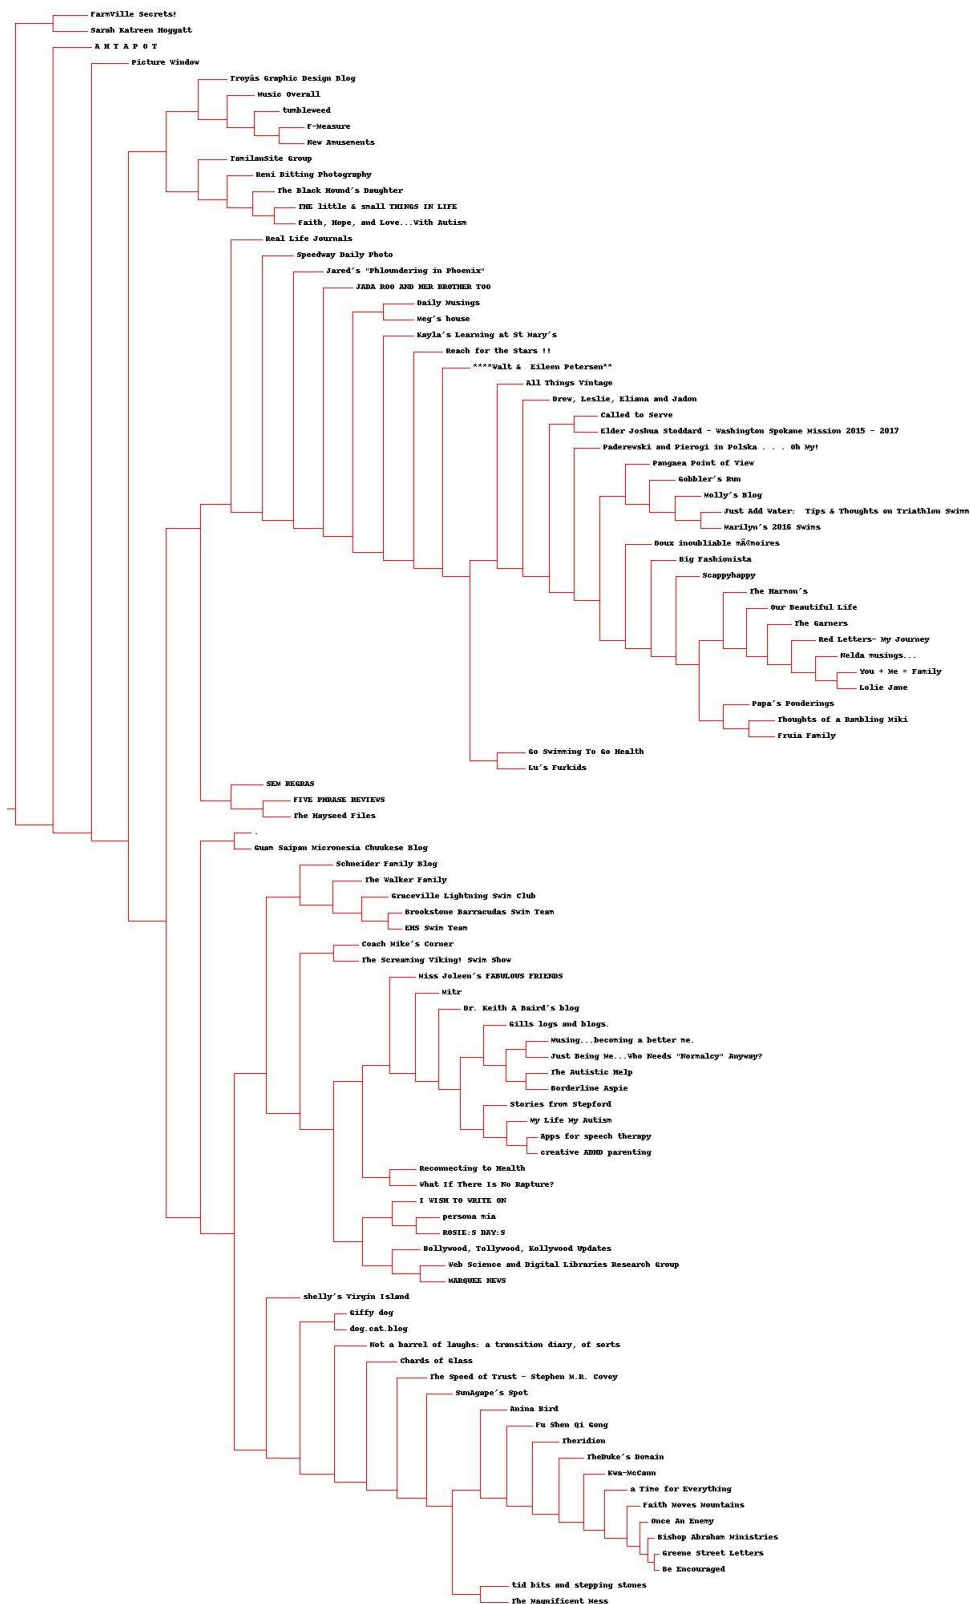 FarmVille Secrets!
Sarah Katreen Hoggatt
A H T A P O T
Picture Window
Froyàs Graphic Design Blog
Music Overall
tumbleweed
F-Measure
New Amusements
FamilanSite Group
Reni Bitting Photography
The Black Hound's Daughter
THE little & small THINGS IN LIFE
Faith, Hope, and Love...With Autism
Real Life Journals
Speedway Daily Photo
Jared's "Phloundering in Phoenix"
JADA ROO AND HER BROTHER TOO
Daily Musings
Meg's house
Kayla's Learning at St Mary's
Reach for the Stars !!
****Walt &  Eileen Petersen**
All Things Vintage
Drew, Leslie, Eliana and Jadon
Called to Serve
Elder Joshua Stoddard - Washington Spokane Mission 2015 - 2017
Paderewski and Pierogi in Polska . . . Oh My!
Pangaea Point of View
Gobbler's Run
Molly's Blog
Just Add Water:  Tips & Thoughts on Triathlon Swimm
Marilyn's 2016 Swims
Doux inoubliable mÃ©moires
Big Fashionista
Scappyhappy
The Harmon's
Our Beautiful Life
The Garners
Red Letters- My Journey
Nelda musings...
You + Me = Family
Lolie Jane
Papa's Ponderings
Thoughts of a Rambling Miki
Fruia Family
Go Swimming To Go Health
Lu's Furkids
SEM REGRAS
FIVE PHRASE REVIEWS
The Hayseed Files
.
Guam Saipan Micronesia Chuukese Blog
Schneider Family Blog
The Walker Family
Graceville Lightning Swim Club
Brookstone Barracudas Swim Team
EHS Swim Team
Coach Mike's Corner
The Screaming Viking! Swim Show
Miss Joleen's FABULOUS FRIENDS
Mitr
Dr. Keith A Baird's blog
Gills logs and blogs.
Musing...becoming a better me.
Just Being Me...Who Needs "Normalcy" Anyway?
The Autistic Help
Borderline Aspie
Stories from Stepford
My Life My Autism
Apps for speech therapy
creative ADHD parenting
Reconnecting to Health
What If There Is No Rapture?
I WISH TO WRITE ON
persona mia
ROSIE:S DAY:S
Bollywood, Tollywood, Kollywood Updates
Web Science and Digital Libraries Research Group
MARQUEE NEWS
shelly's Virgin Island
Giffy dog
dog.cat.blog
Not a barrel of laughs: a transition diary, of sorts
Chards of Glass
The Speed of Trust - Stephen M.R. Covey
SumAgape's Spot
Anina Bird
Fu Shen Qi Gong
Theridion
TheDuke's Domain
Kwa-McCann
a Time for Everything
Faith Moves Mountains
Once An Enemy
Bishop Abraham Ministries
Greene Street Letters
Be Encouraged
tid bits and stepping stones
The Magnificent Mess